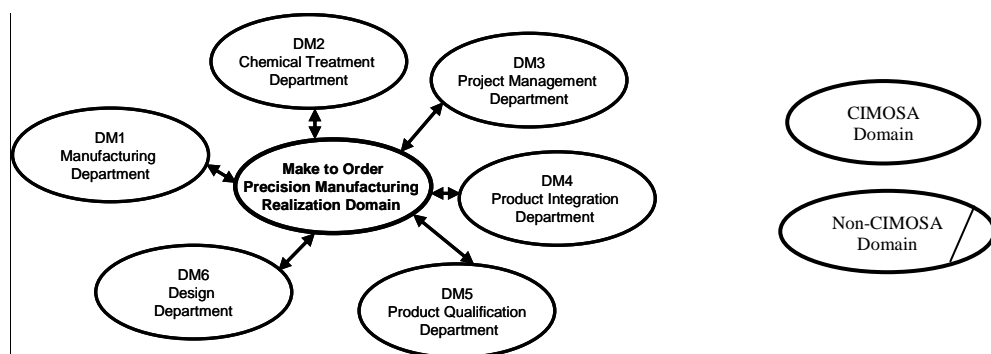 DM2
Chemical Treatment
Department
DM3
Project Management
Department
DM1
Manufacturing
Department
Make to Order
Precision Manufacturing
Realization Domain
DM4
Product Integration
Department
DM6
Design
Department
DM5
Product Qualification
Department
CIMOSA
Domain
Non-CIMOSA
Domain